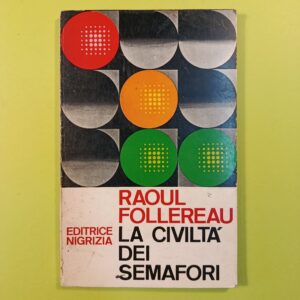 RAOUL
FOLLEREAU
EDITRICE
NIGRIZIA
LA CIVILTÀ
DEI
SEMAFORI